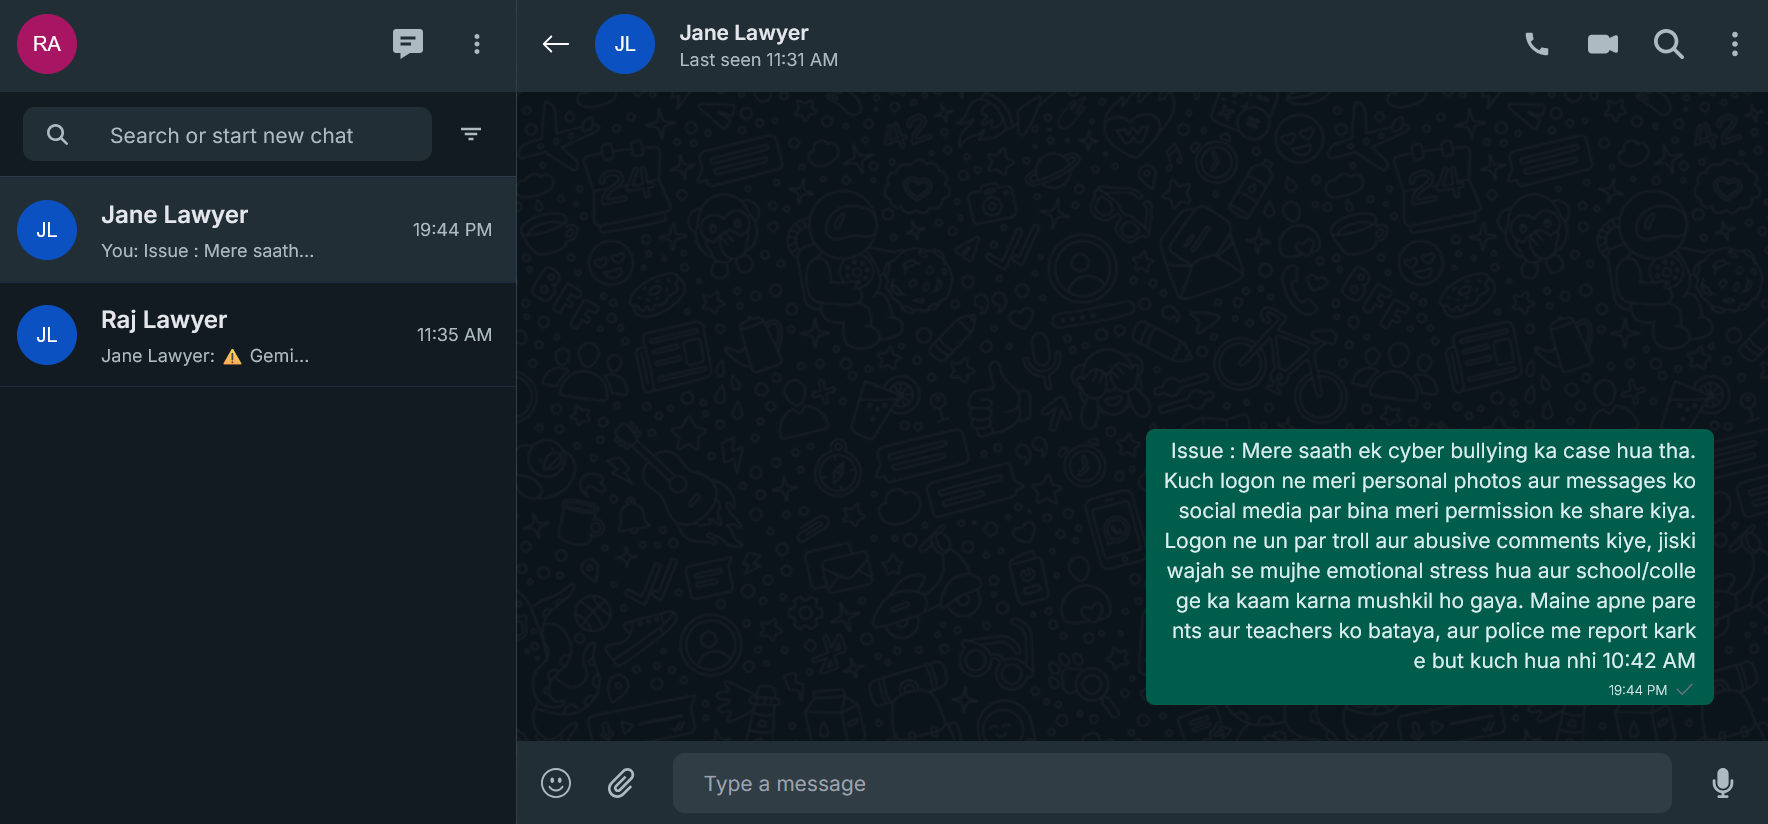 RA
Search or start new chat
JL
Jane Lawyer
19:44 PM
You: Issue : Mere saath...
JL
Raj Lawyer
11:35 AM
Jane Lawyer: ⚠️ Gemi...
JL
Jane Lawyer
Last seen 11:31 AM
Issue : Mere saath ek cyber bullying ka case hua tha.
Kuch logon ne meri personal photos aur messages ko
social media par bina meri permission ke share kiya.
Logon ne un par troll aur abusive comments kiye, jiski
wajah se mujhe emotional stress hua aur school/colle
ge ka kaam karna mushkil ho gaya. Maine apne pare
nts aur teachers ko bataya, aur police me report kark
e but kuch hua nhi 10:42 AM
19:44 PM
Type a message